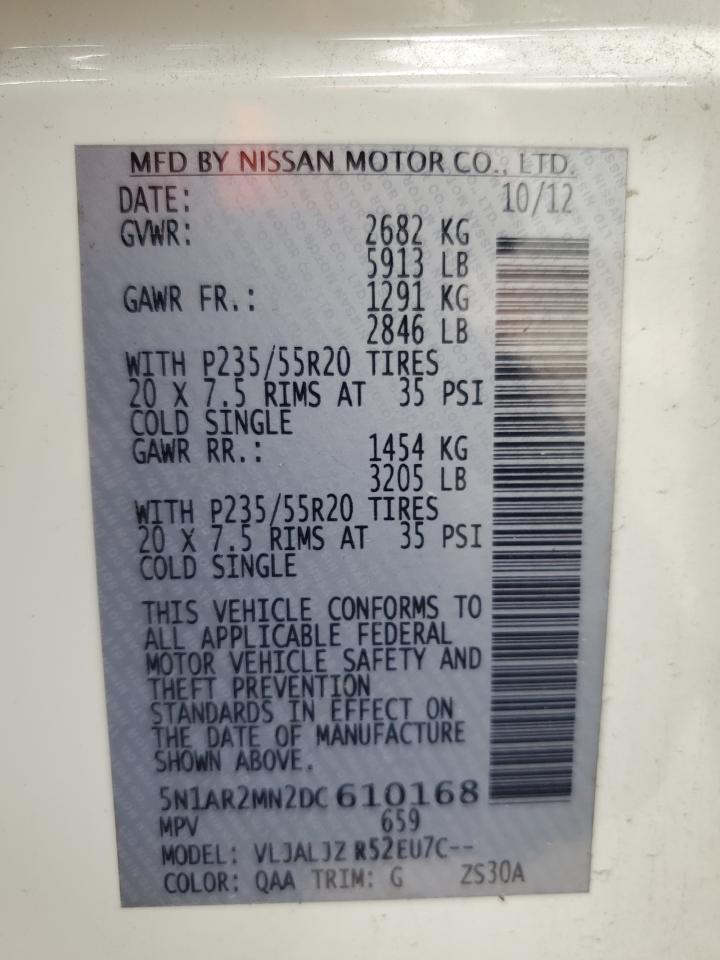 MFD BY NISSAN MOTOR CO., LTD.
DATE: 10/12
GVWR: 2682 KG
5913 LB
GAWR FR.: 1291 KG
2846 LB
WITH P235/55R20 TIRES
20 X 7.5 RIMS AT 35 PSI
COLD SINGLE
GAWR RR.: 1454 KG
3205 LB
WITH P235/55R20 TIRES
20 X 7.5 RIMS AT 35 PSI
COLD SINGLE
THIS VEHICLE CONFORMS TO
ALL APPLICABLE FEDERAL
MOTOR VEHICLE SAFETY AND
THEFT PREVENTION
STANDARDS IN EFFECT ON
THE DATE OF MANUFACTURE
SHOWN ABOVE.
5N1AR2MN2DC610168
MPV 659
MODEL: VLJALJZ R52EU7C--
COLOR: QAA TRIM: G ZS30A